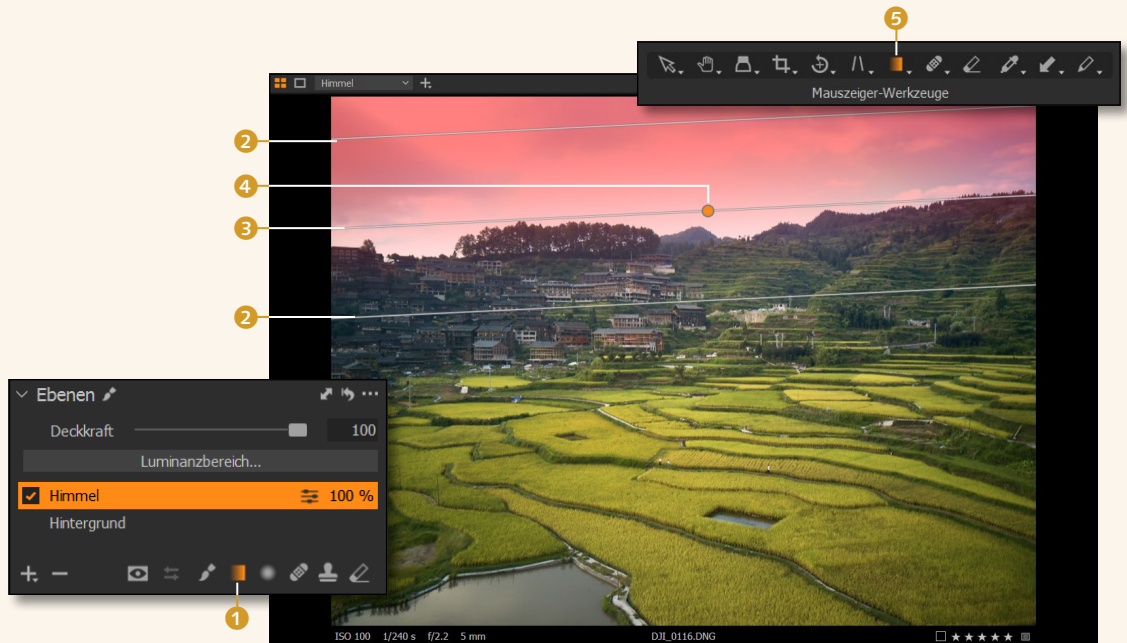 5
Mauszeiger-Werkzeuge
Himmel
2
4
3
2
Ebenen
Deckkraft 100
Luminanzbereich...
Himmel 100 %
Hintergrund
1
ISO 100 1/240 s f/2.2 5 mm DJI_0116.DNG